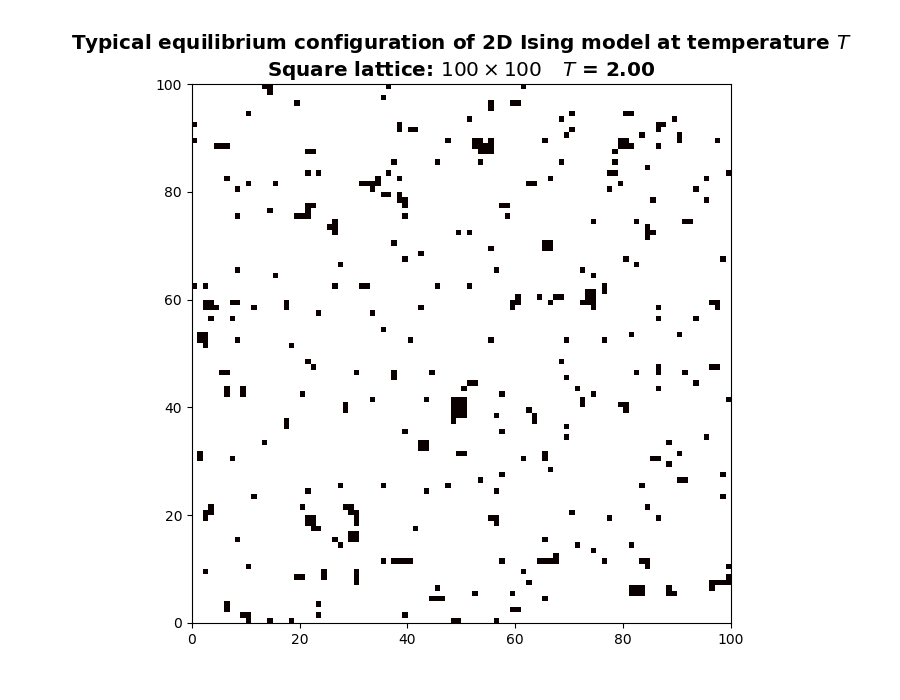 Typical equilibrium configuration of 2D Ising model at temperature T
Square lattice: 100 × 100 T = 2.00
100
80
60
40
20
0
0 20 40 60 80 100